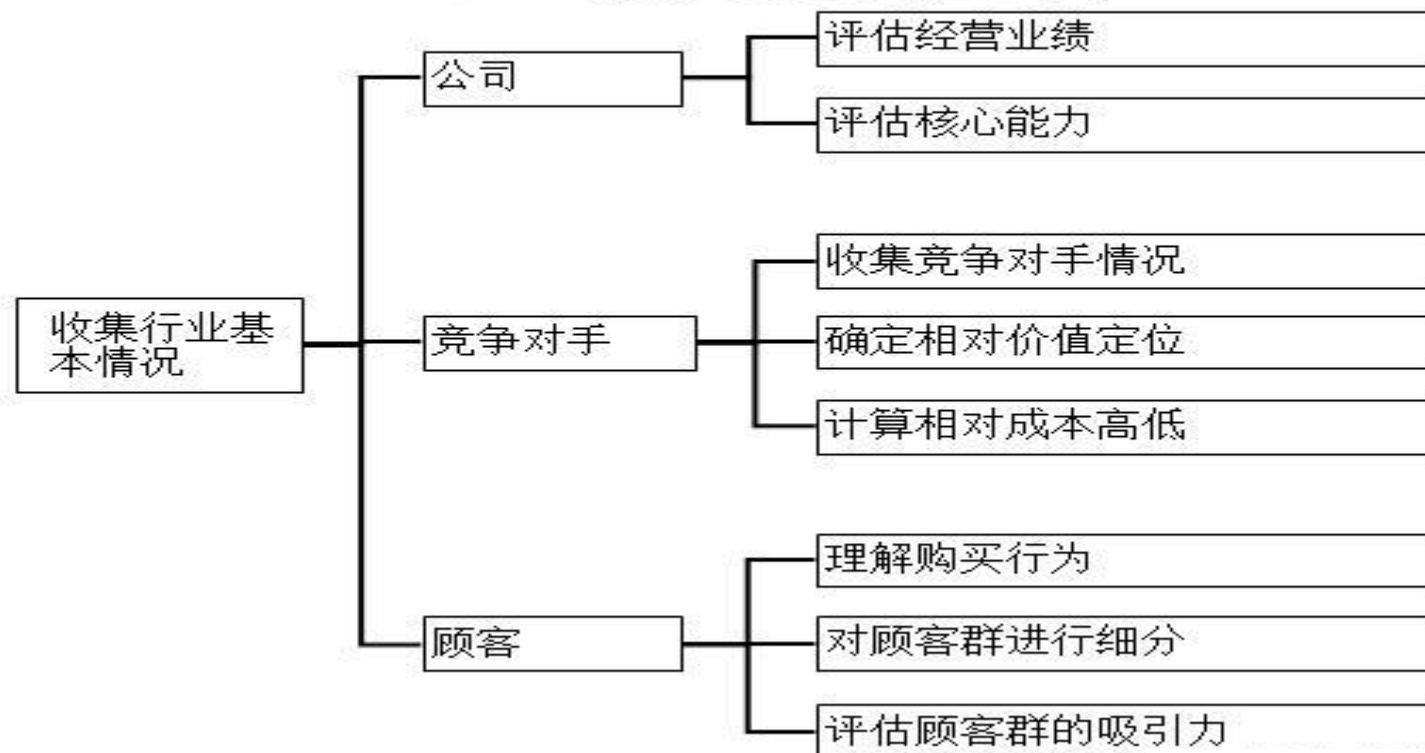 公司
评估经营业绩
评估核心能力
收集行业基
本情况
竞争对手
收集竞争对手情况
确定相对价值定位
计算相对成本高低
顾客
理解购买行为
对顾客群进行细分
评估顾客群的吸引力